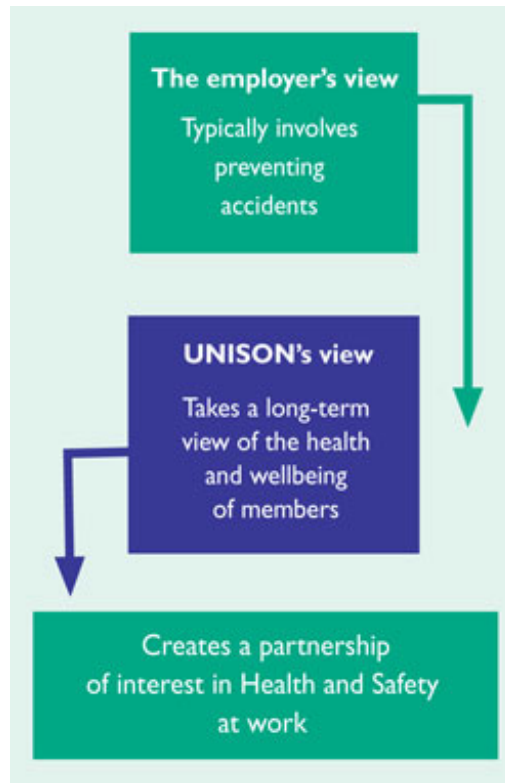 The employer's view
Typically involves
preventing
accidents
UNISON's view
Takes a long-term
view of the health
and wellbeing
of members
Creates a partnership
of interest in Health and Safety
at work